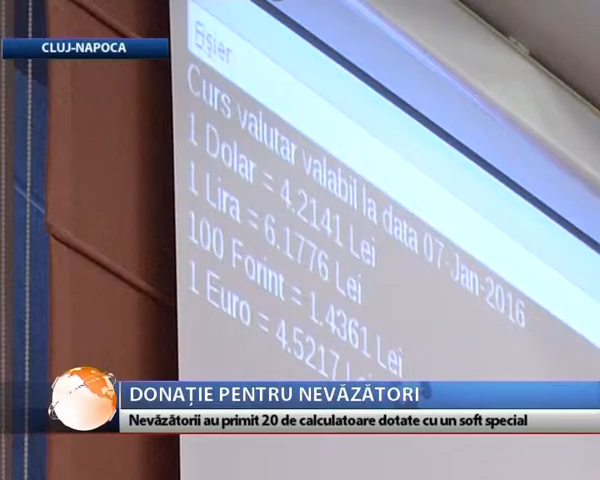 CLUJ-NAPOCA
Fişier
Curs valutar valabil la data 07-Jan-2016
1 Dolar = 4.2141 Lei
1 Lira = 6.1776 Lei
100 Forint = 1.4361 Lei
1 Euro = 4.5217 Lei
DONAȚIE PENTRU NEVĂZĂTORI
Nevăzătorii au primit 20 de calculatoare dotate cu un soft special